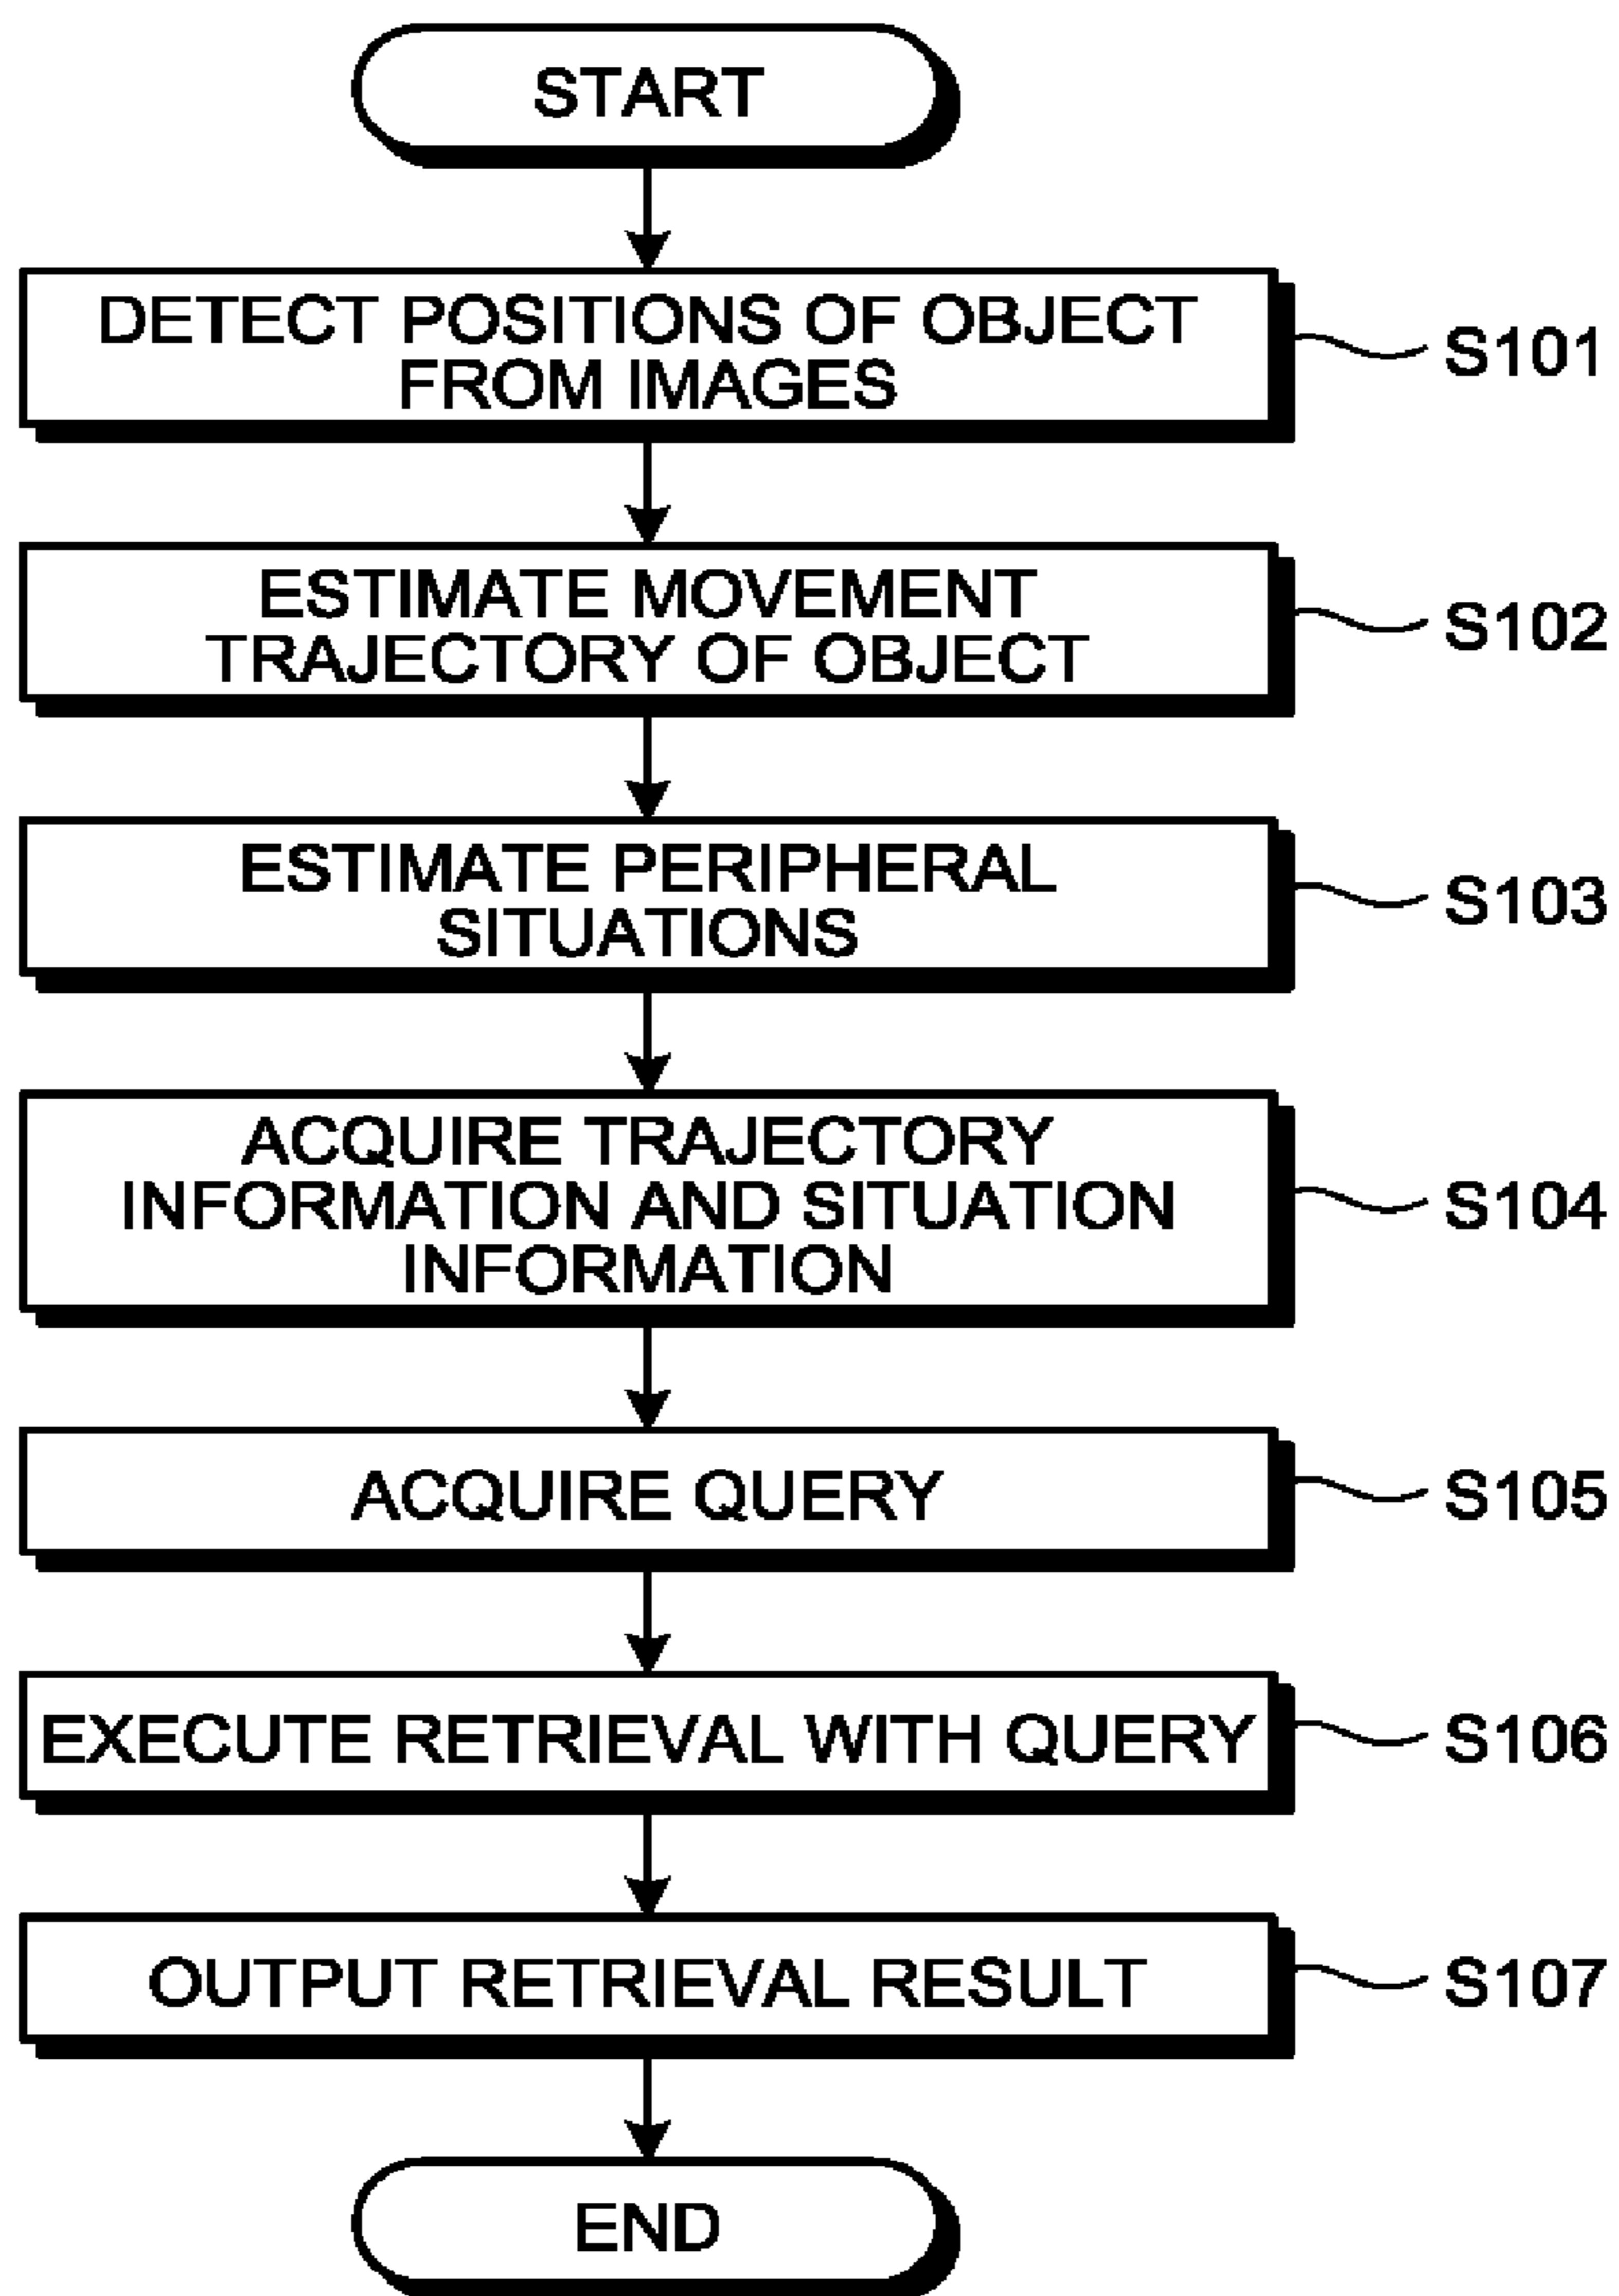 START
DETECT POSITIONS OF OBJECT
FROM IMAGES
S101
ESTIMATE MOVEMENT
TRAJECTORY OF OBJECT
S102
ESTIMATE PERIPHERAL
SITUATIONS
S103
ACQUIRE TRAJECTORY
INFORMATION AND SITUATION
INFORMATION
S104
ACQUIRE QUERY
S105
EXECUTE RETRIEVAL WITH QUERY
S106
OUTPUT RETRIEVAL RESULT
S107
END